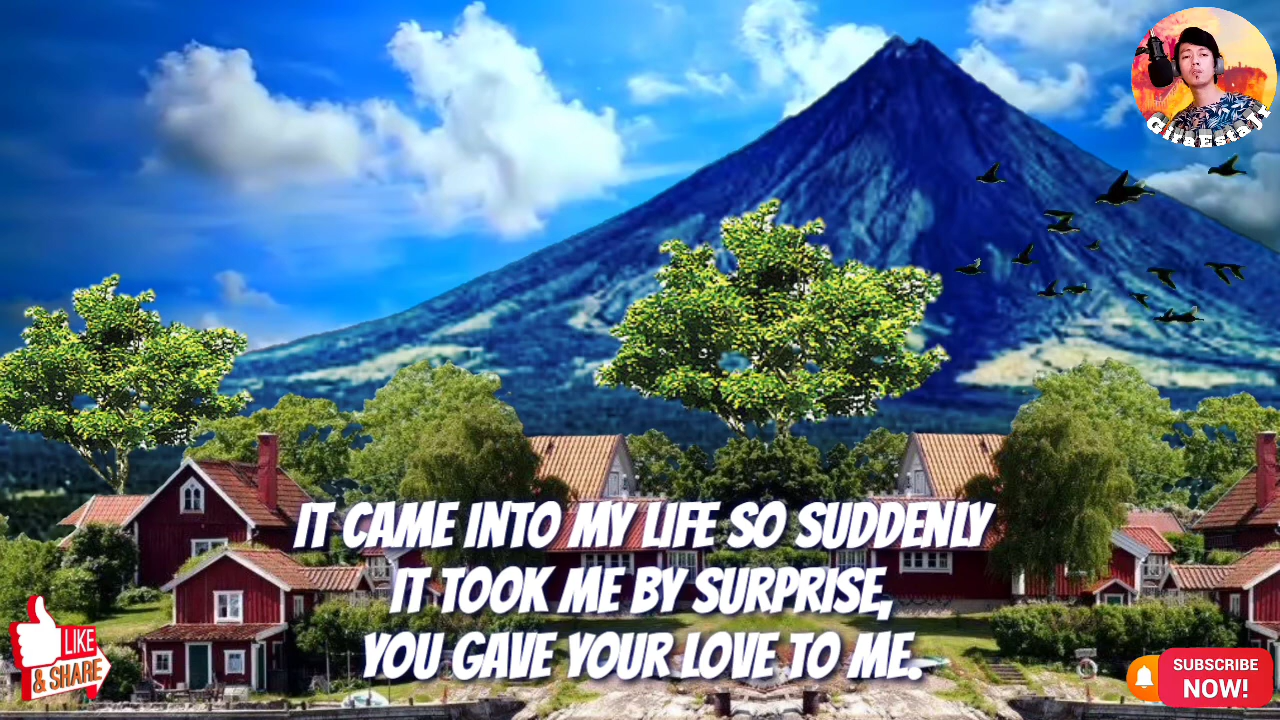 GiraEstaJr
IT CAME INTO MY LIFE SO SUDDENLY
IT TOOK ME BY SURPRISE,
YOU GAVE YOUR LOVE TO ME.
LIKE
& SHARE
SUBSCRIBE
NOW!